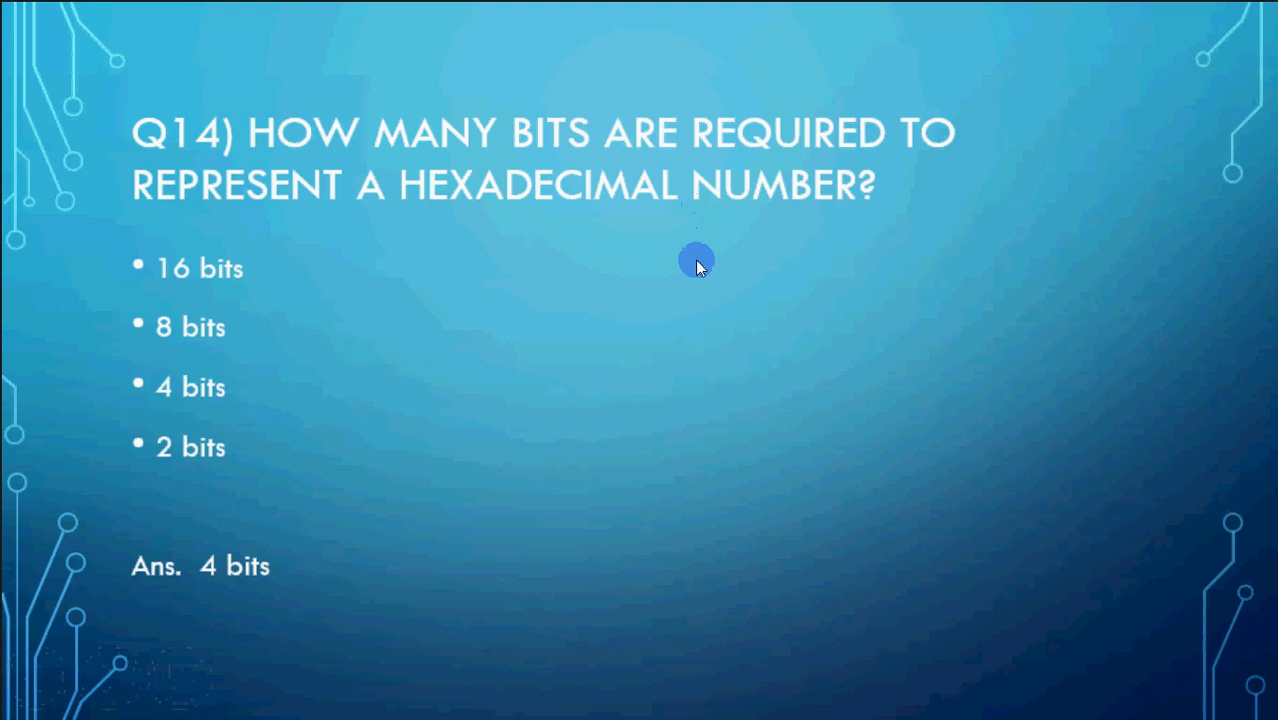 Q14) HOW MANY BITS ARE REQUIRED TO
REPRESENT A HEXADECIMAL NUMBER?
• 16 bits
• 8 bits
• 4 bits
• 2 bits
Ans. 4 bits